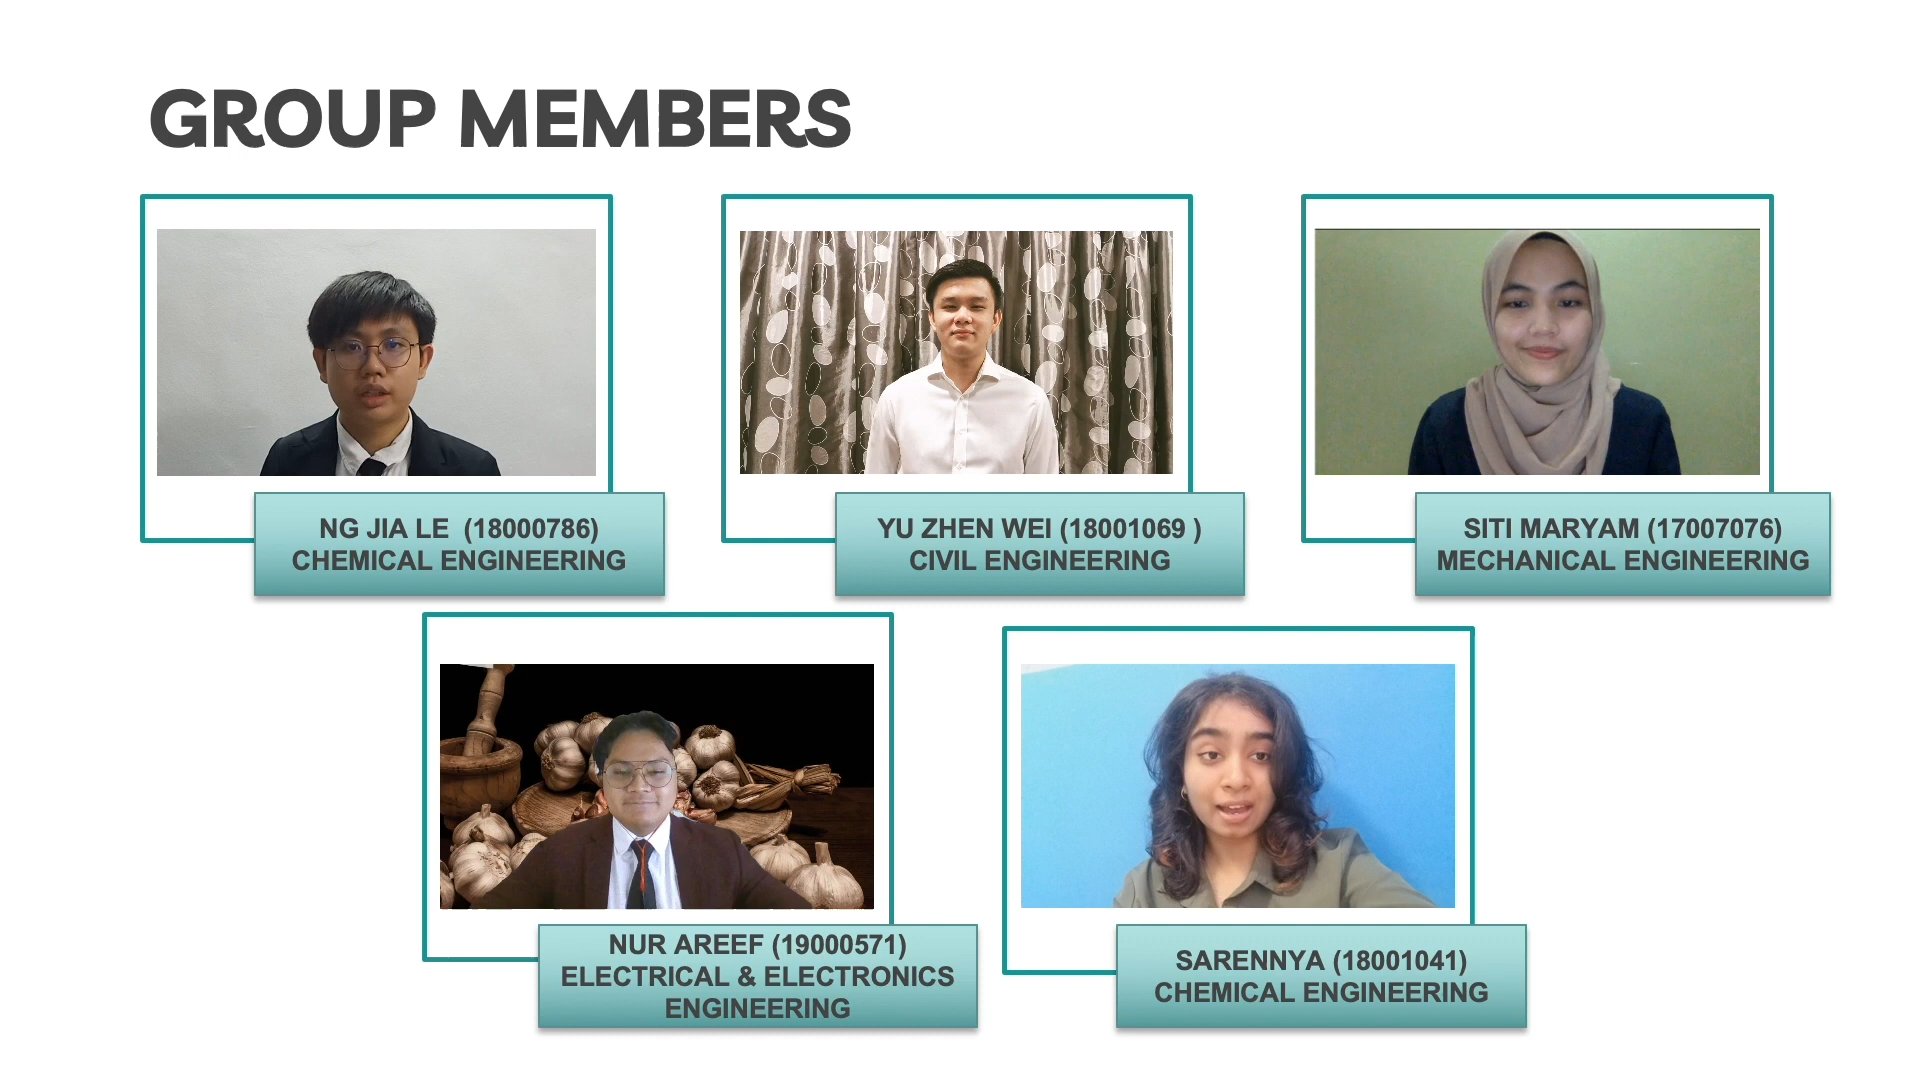 GROUP MEMBERS
NG JIA LE (18000786)
CHEMICAL ENGINEERING
YU ZHEN WEI (18001069 )
CIVIL ENGINEERING
SITI MARYAM (17007076)
MECHANICAL ENGINEERING
NUR AREEF (19000571)
ELECTRICAL & ELECTRONICS
ENGINEERING
SARENNYA (18001041)
CHEMICAL ENGINEERING